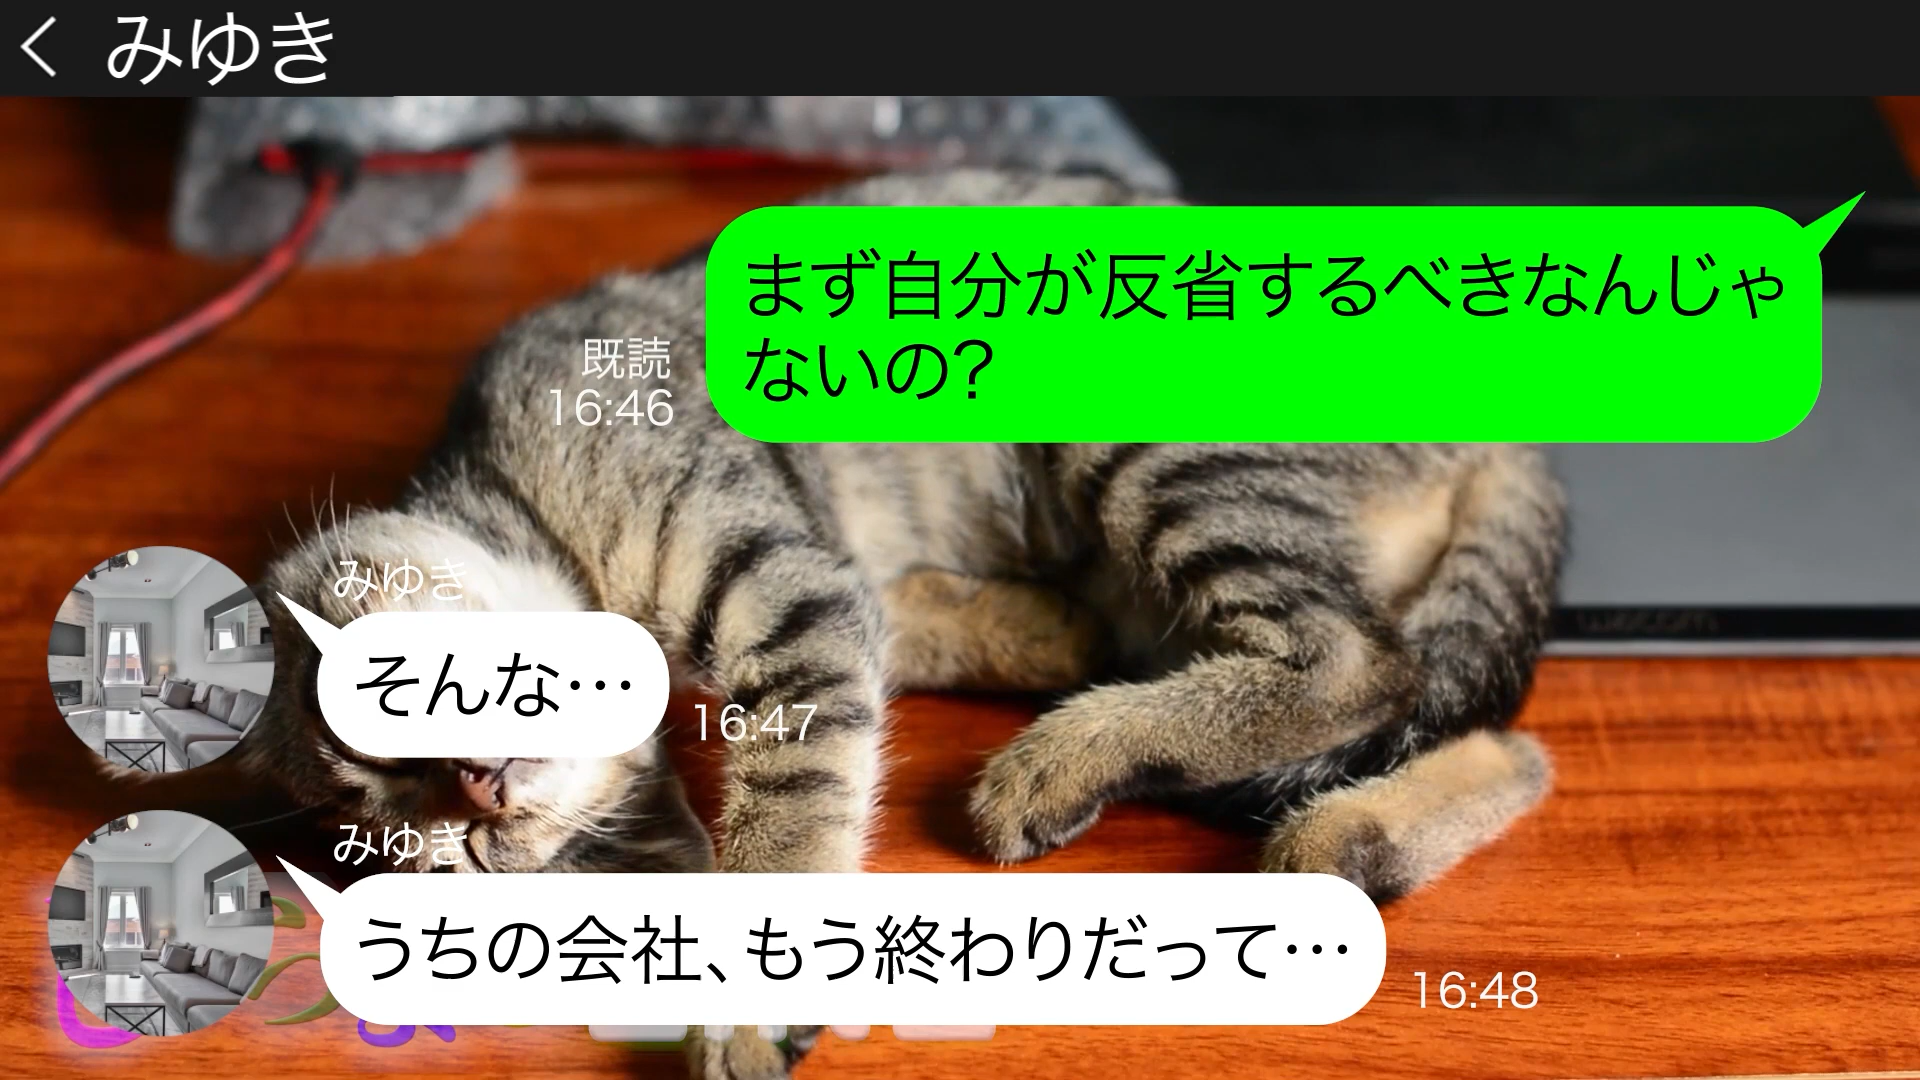 みゆき
まず自分が反省するべきなんじゃ
ないの?
既読
16:46
みゆき
そんな…
16:47
みゆき
うちの会社、もう終わりだって…
16:48
wacom